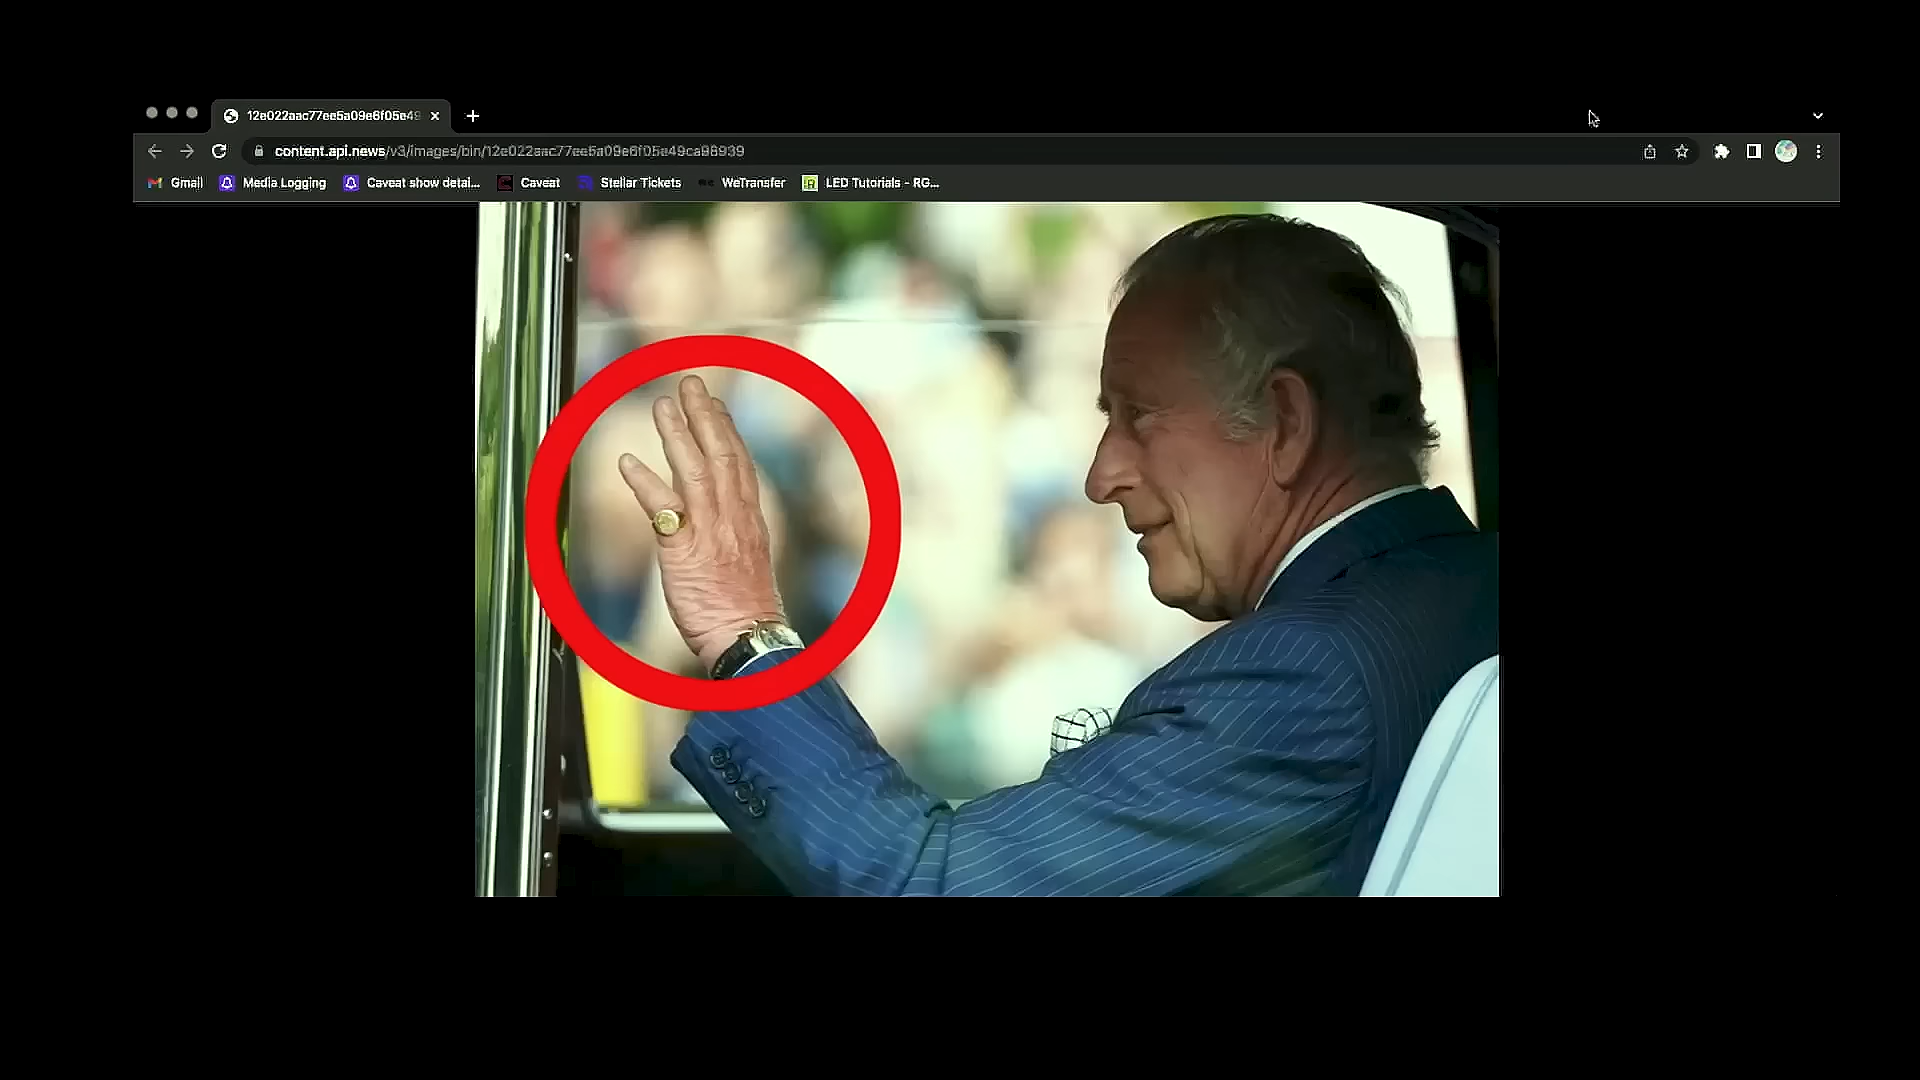 12e022aac77ee5a09e6f05e49
content.api.news/v3/images/bin/12e022aac77ee5a09e6f05e49ca96939
Gmail Media Logging Caveat show detai... Caveat Stellar Tickets WeTransfer LED Tutorials - RG...